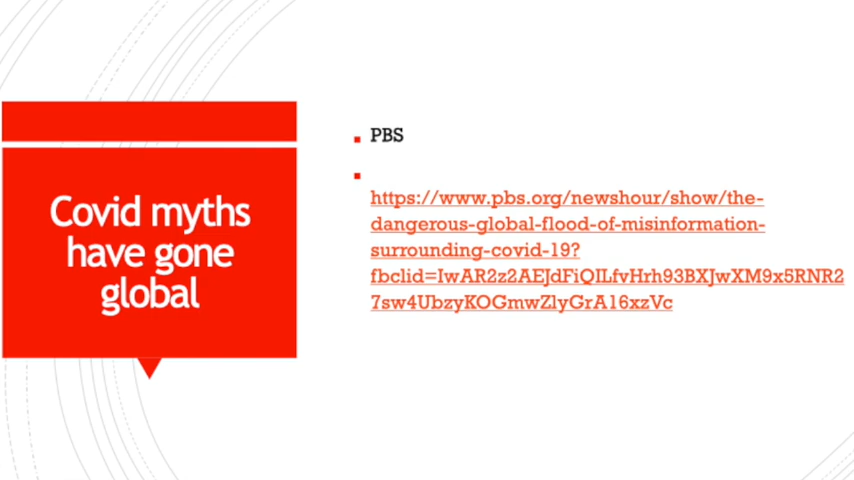 Covid myths
have gone
global
PBS
https://www.pbs.org/newshour/show/the-
dangerous-global-flood-of-misinformation-
surrounding-covid-19?
fbclid=IwAR2z2AEJdFiQILfvHrh93BXJwXM9x5RNR2
7sw4UbzyKOGmwZlyGrA16xzVc